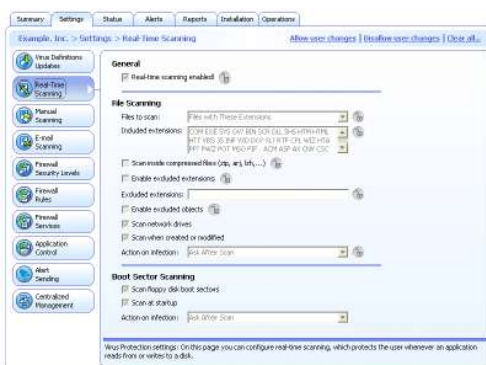 Summary Settings Status Alerts Reports Installation Operations
Example, Inc. > Settings > Real-Time Scanning
Allow user changes | Disallow user changes | Clear all...
Virus Definitions Updates
Real-Time Scanning
Manual Scanning
E-mail Scanning
Firewall Security Levels
Firewall Rules
Firewall Services
Application Control
Alert Sending
Centralized Management
General
Real-time scanning enabled!
File Scanning
Files to scan: Files with These Extensions
Included extensions:
Scan inside compressed files (zip, arj, lzh,...)
Enable excluded extensions
Excluded extensions:
Enable excluded objects
Scan network drives
Scan when created or modified
Action on infection: Ask After Scan
Boot Sector Scanning
Scan floppy disk boot sectors
Scan at startup
Action on infection: Ask After Scan
Virus Protection settings: On this page you can configure real-time scanning, which protects the user whenever an application
reads from or writes to a disk.